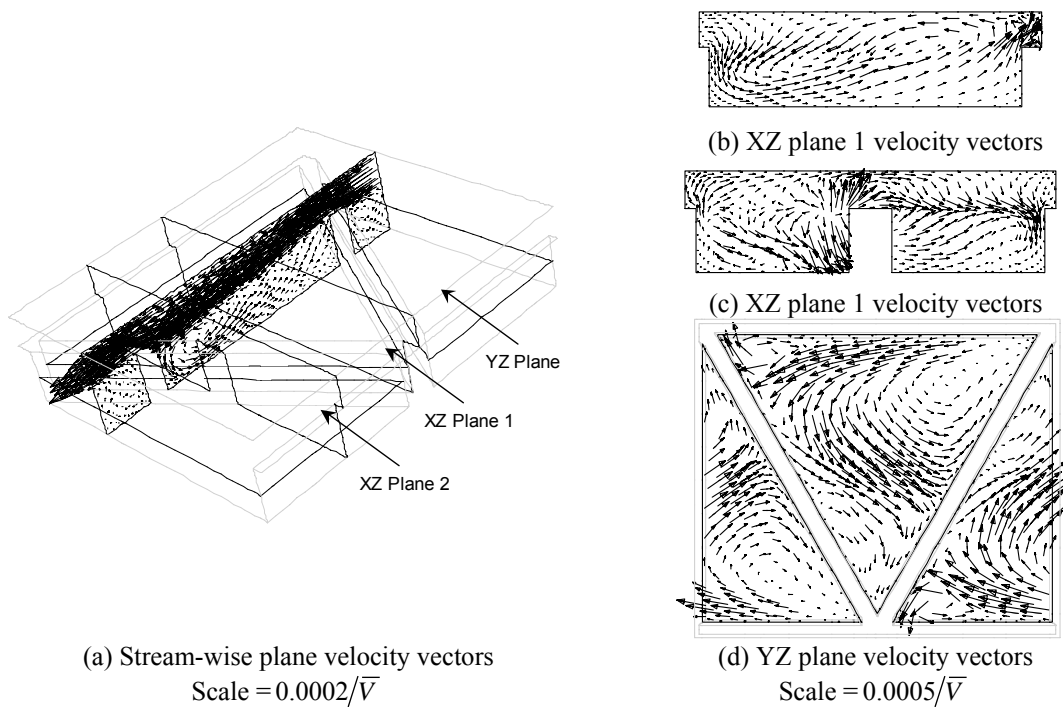 (b) XZ plane 1 velocity vectors
(c) XZ plane 1 velocity vectors
YZ Plane
XZ Plane 1
XZ Plane 2
(a) Stream-wise plane velocity vectors
Scale = 0.0002/V̅
(d) YZ plane velocity vectors
Scale = 0.0005/V̅